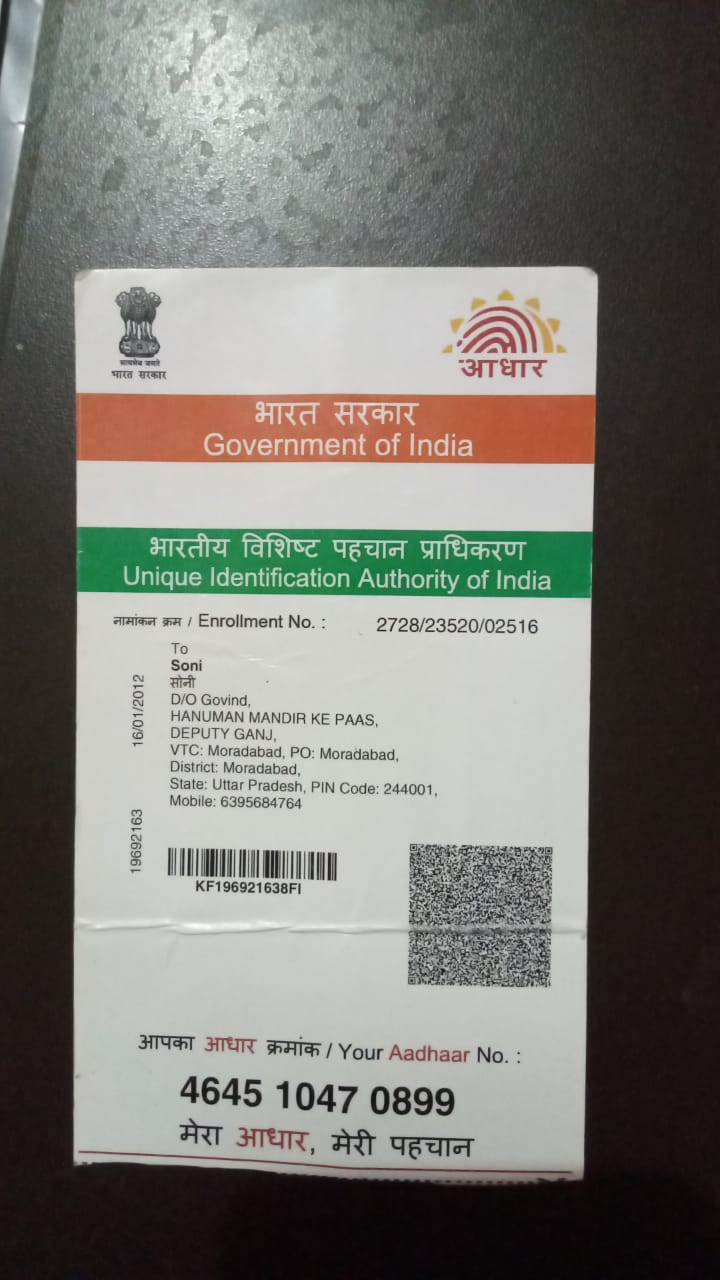 सत्यमेव जयते
भारत सरकार
आधार
भारत सरकार
Government of India
भारतीय विशिष्ट पहचान प्राधिकरण
Unique Identification Authority of India
नामांकन क्रम / Enrollment No. : 2728/23520/02516
To
Soni
सोनी
D/O Govind,
HANUMAN MANDIR KE PAAS,
DEPUTY GANJ,
VTC: Moradabad, PO: Moradabad,
District: Moradabad,
State: Uttar Pradesh, PIN Code: 244001,
Mobile: 6395684764
16/01/2012
19692163
KF196921638FI
आपका आधार क्रमांक / Your Aadhaar No. :
4645 1047 0899
मेरा आधार, मेरी पहचान